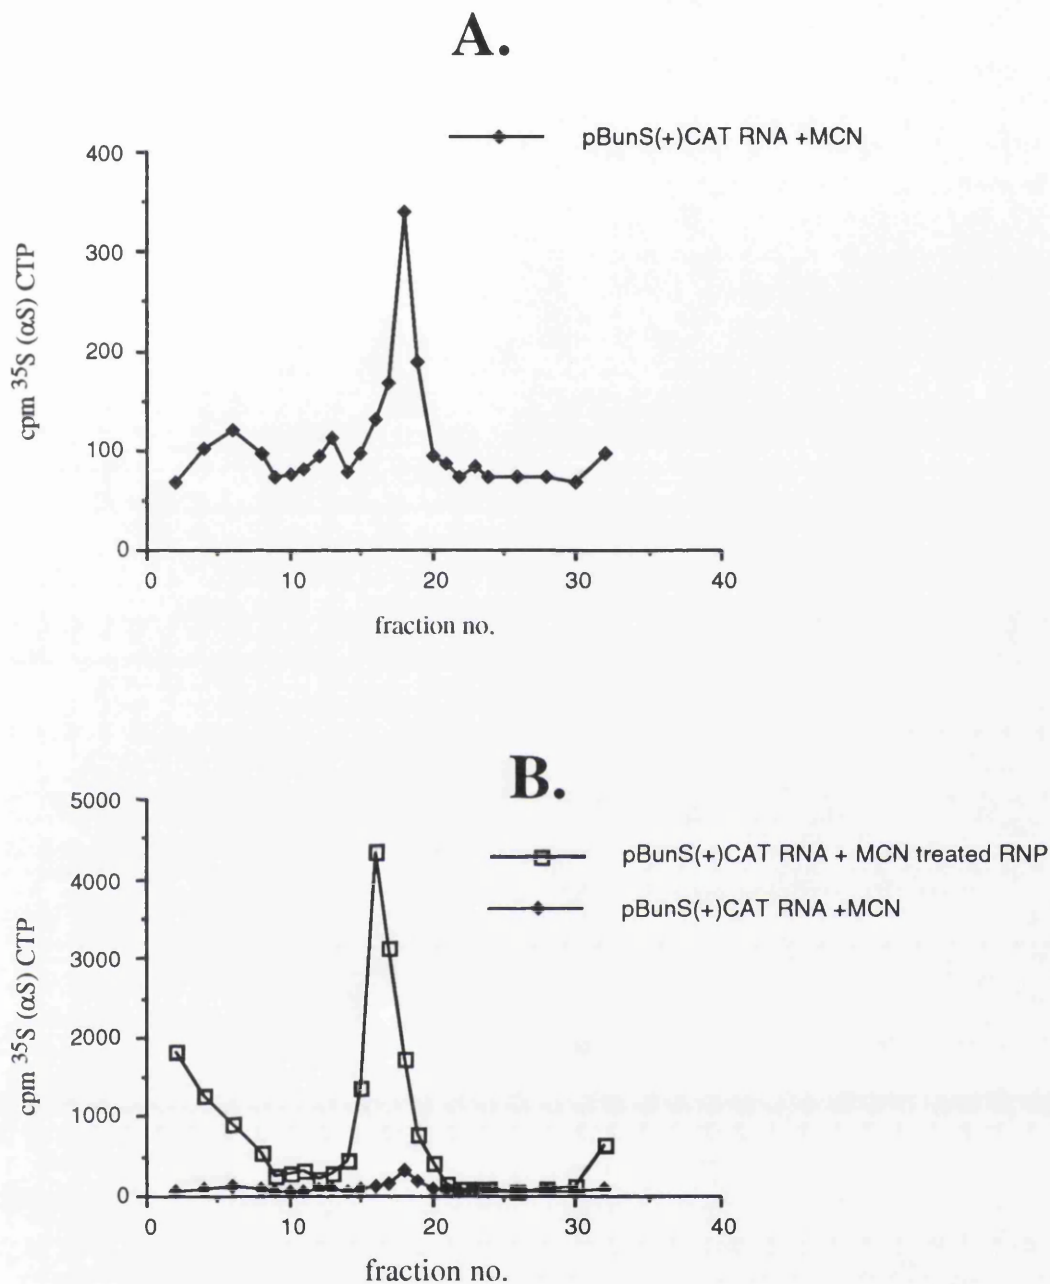 A.
pBunS(+)CAT RNA +MCN
400
300
200
100
0
cpm ³⁵S (αS) CTP
0 10 20 30 40
fraction no.
B.
pBunS(+)CAT RNA + MCN treated RNP
pBunS(+)CAT RNA +MCN
5000
4000
3000
2000
1000
0
cpm ³⁵S (αS) CTP
0 10 20 30 40
fraction no.